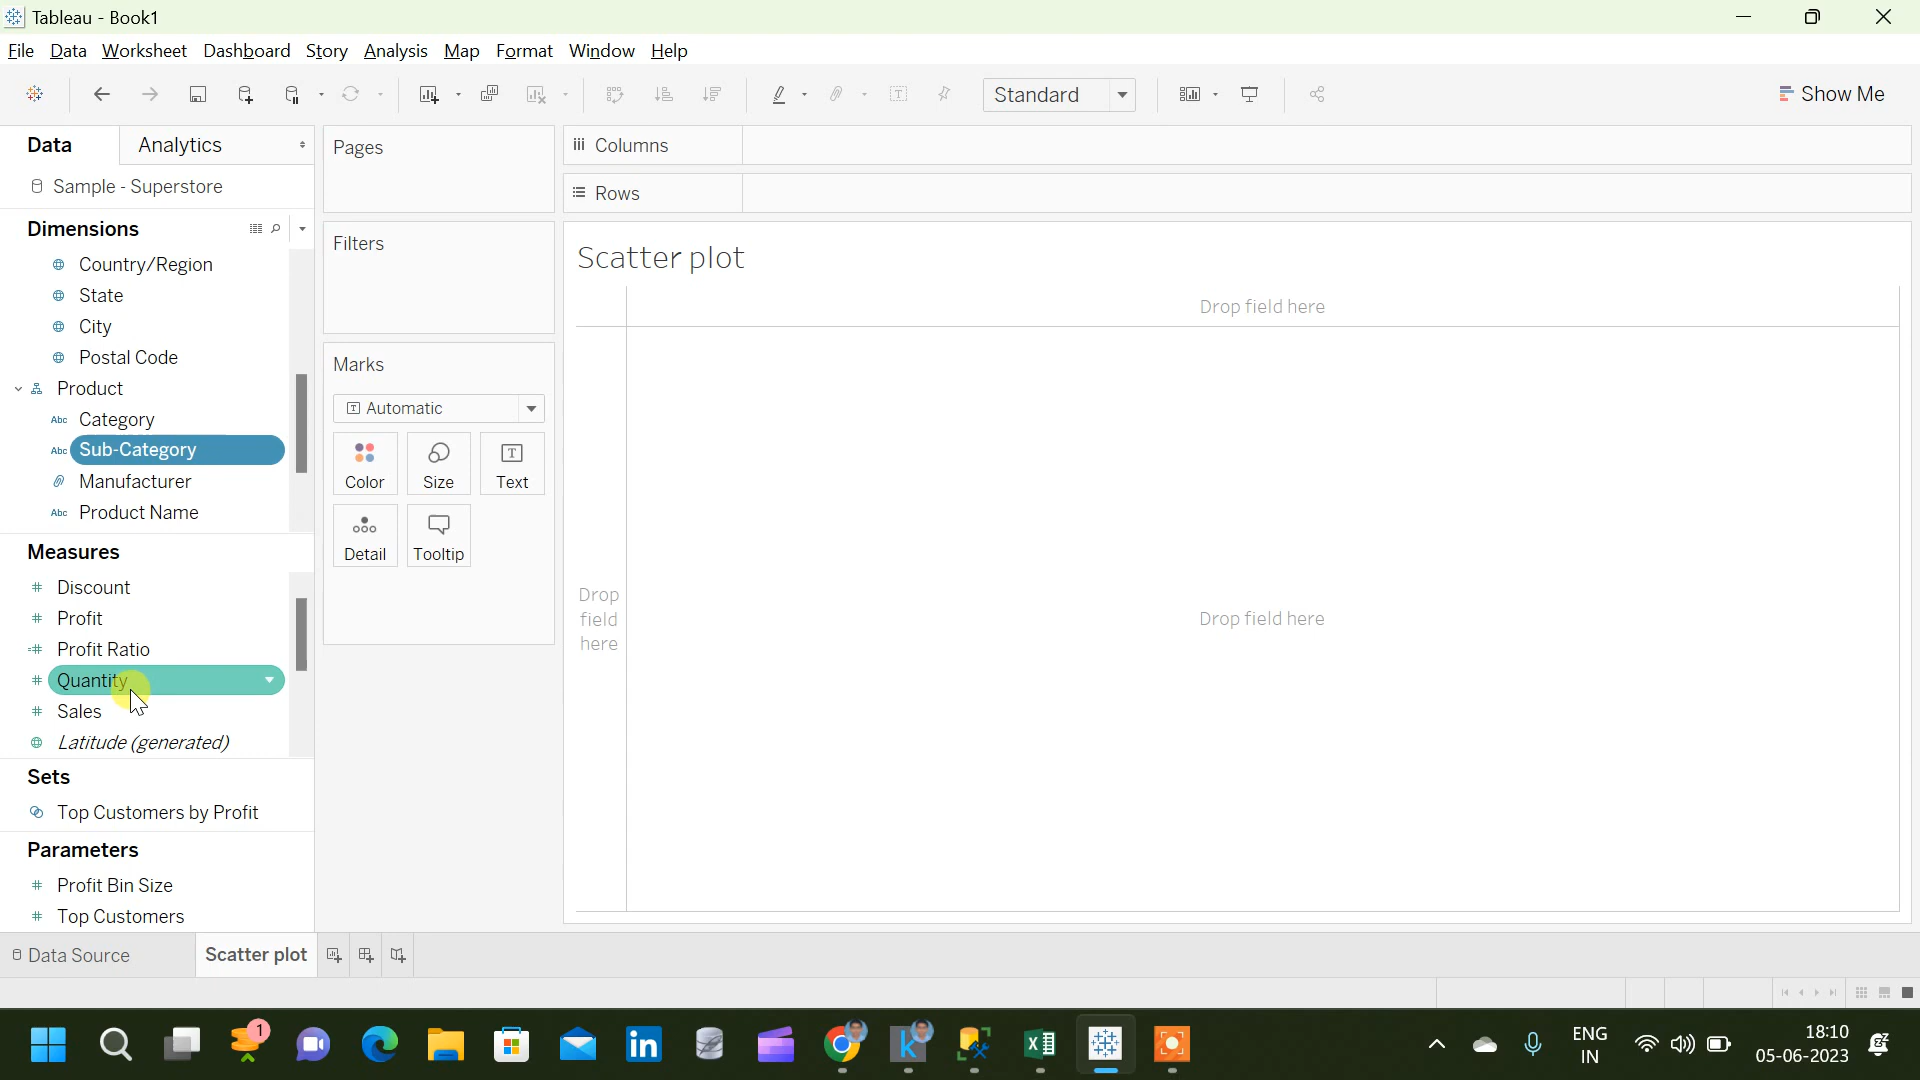 Tableau - Book1
File Data Worksheet Dashboard Story Analysis Map Format Window Help
Standard
Show Me
Data
Analytics
Sample - Superstore
Dimensions
Country/Region
State
City
Postal Code
Product
Abc Category
Abc Sub-Category
Manufacturer
Abc Product Name
Measures
# Discount
# Profit
=# Profit Ratio
# Quantity
# Sales
Latitude (generated)
Sets
Top Customers by Profit
Parameters
# Profit Bin Size
# Top Customers
Pages
Filters
Marks
T Automatic
Color
Size
T
Text
Detail
Tooltip
Columns
Rows
Scatter plot
Drop field here
Drop
field
here
Drop field here
Data Source
Scatter plot
1
ENG
IN
18:10
05-06-2023